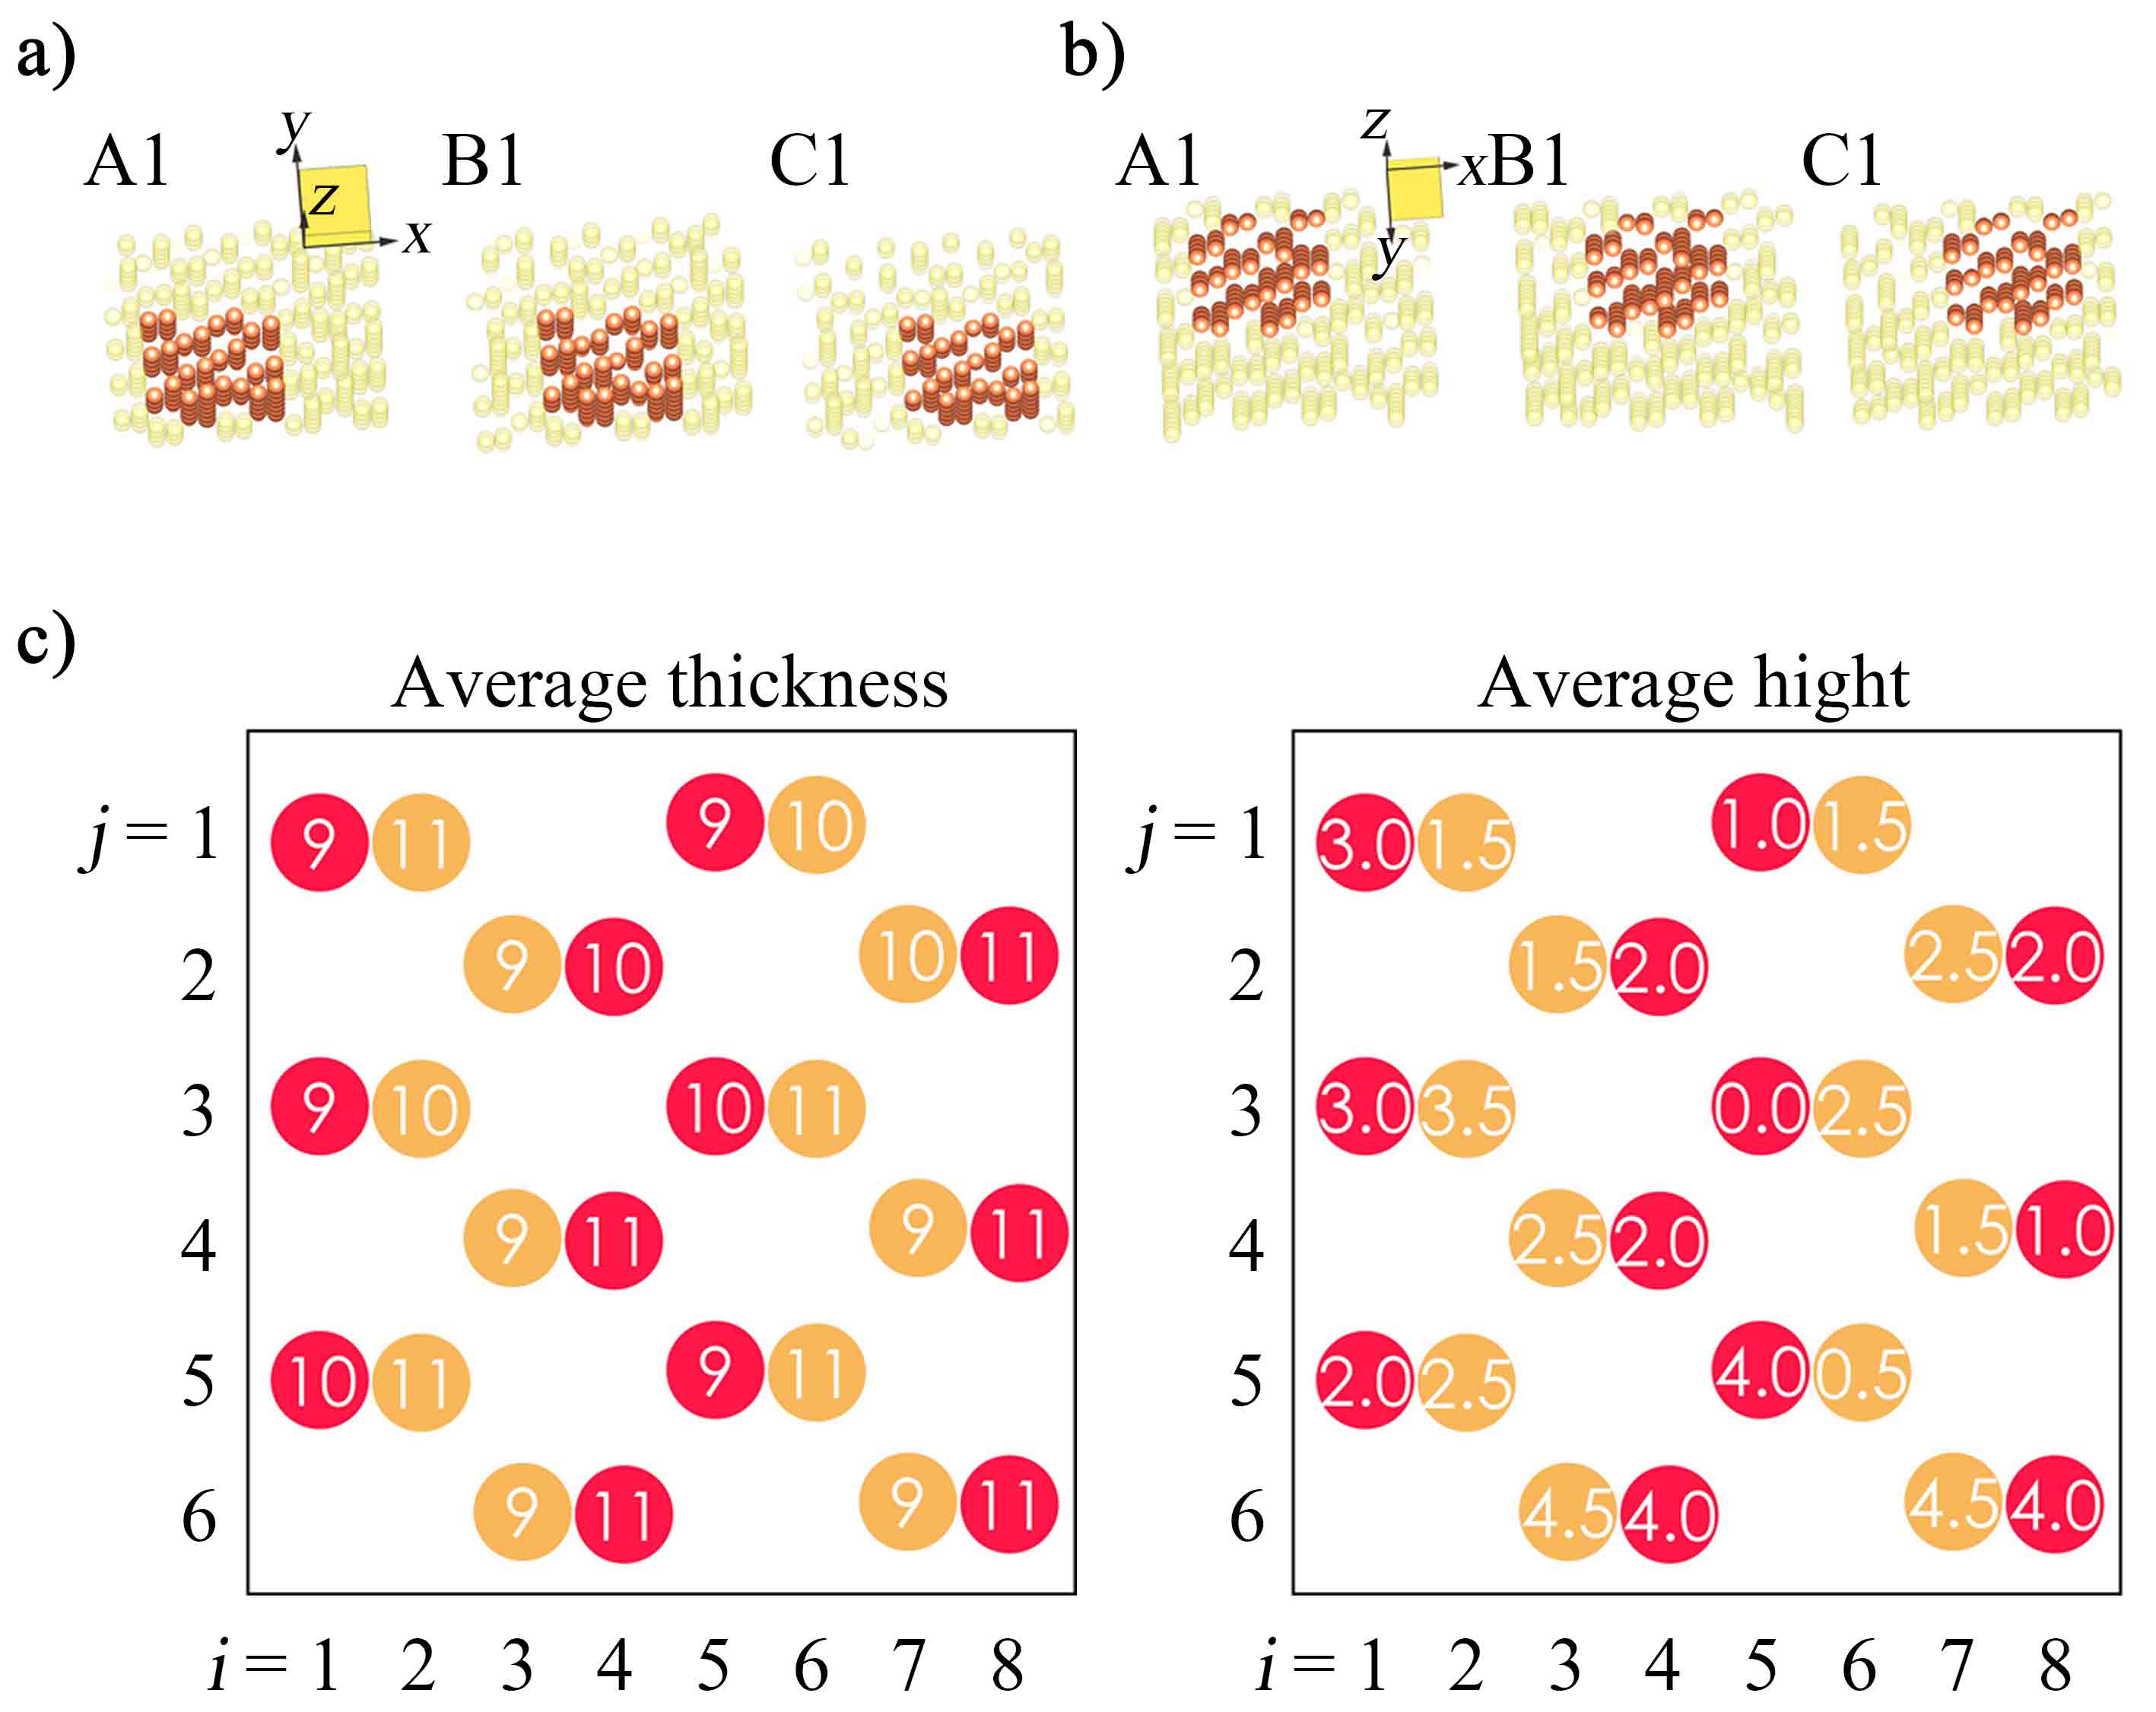 a)
b)
A1
y
z
x
B1
C1
A1
z
x
y
B1
C1
c)
Average thickness
Average hight
j = 1
9 11 9 10
2
9 10 10 11
3
9 10 10 11
4
9 11 9 11
5
10 11 9 11
6
9 11 9 11
i = 1 2 3 4 5 6 7 8
j = 1
3.0 1.5 1.0 1.5
2
1.5 2.0 2.5 2.0
3
3.0 3.5 0.0 2.5
4
2.5 2.0 1.5 1.0
5
2.0 2.5 4.0 0.5
6
4.5 4.0 4.5 4.0
i = 1 2 3 4 5 6 7 8